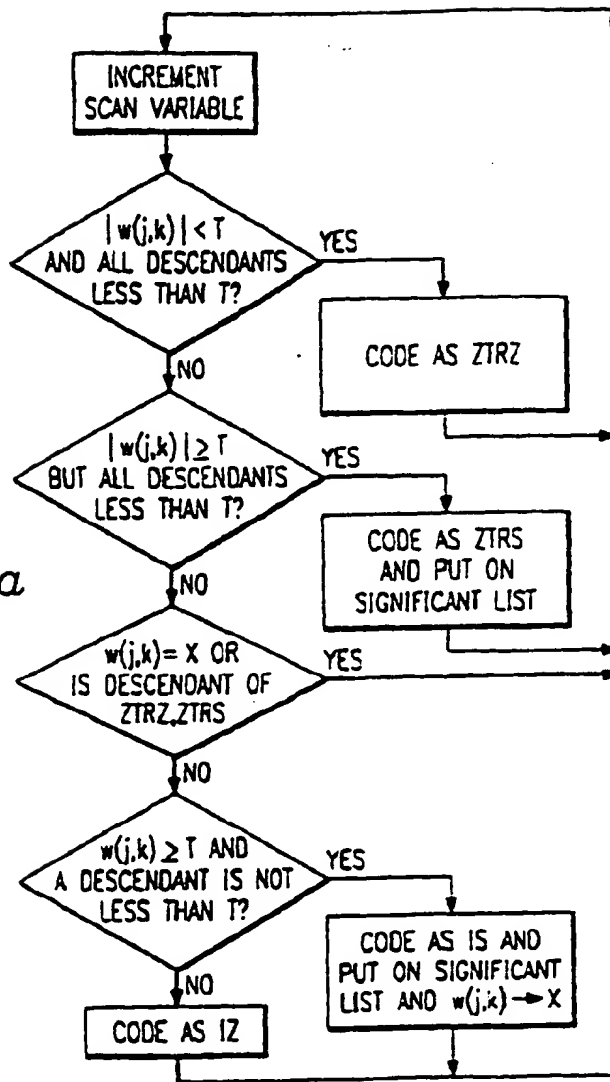 INCREMENT
SCAN VARIABLE
|w(j,k)| < T
AND ALL DESCENDANTS
LESS THAN T?
YES
CODE AS ZTRZ
NO
|w(j,k)| ≥ T
BUT ALL DESCENDANTS
LESS THAN T?
YES
CODE AS ZTRS
AND PUT ON
SIGNIFICANT LIST
a
NO
w(j,k) = X OR
IS DESCENDANT OF
ZTRZ,ZTRS
YES
NO
w(j,k) ≥ T AND
A DESCENDANT IS NOT
LESS THAN T?
YES
CODE AS IS AND
PUT ON SIGNIFICANT
LIST AND w(j,k) → X
NO
CODE AS IZ